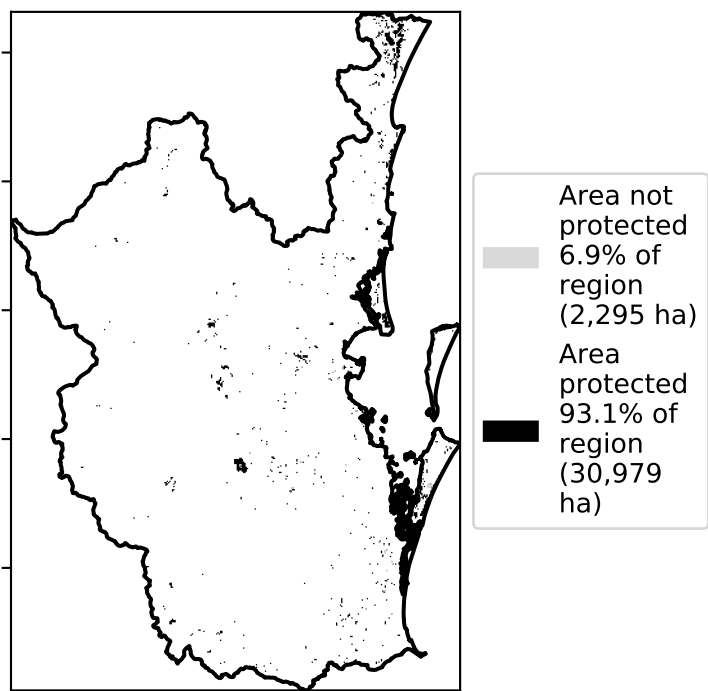 Area not
protected
6.9% of
region
(2,295 ha)
Area
protected
93.1% of
region
(30,979
ha)